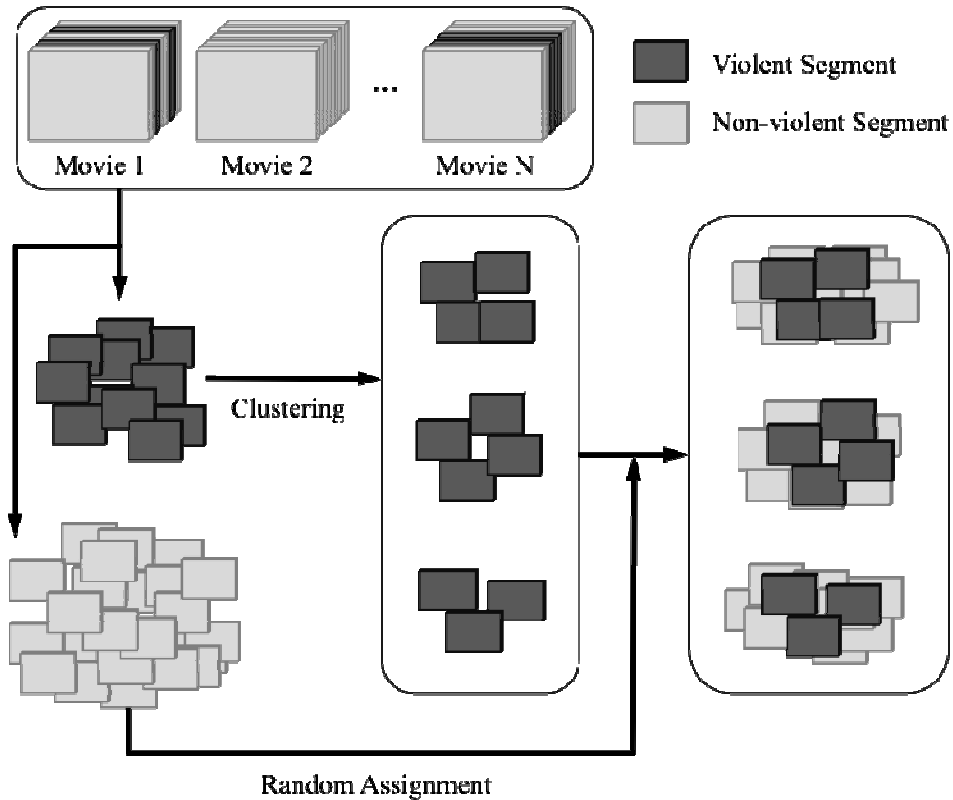 Violent Segment
Non-violent Segment
...
Movie 1
Movie 2
Movie N
Clustering
Random Assignment